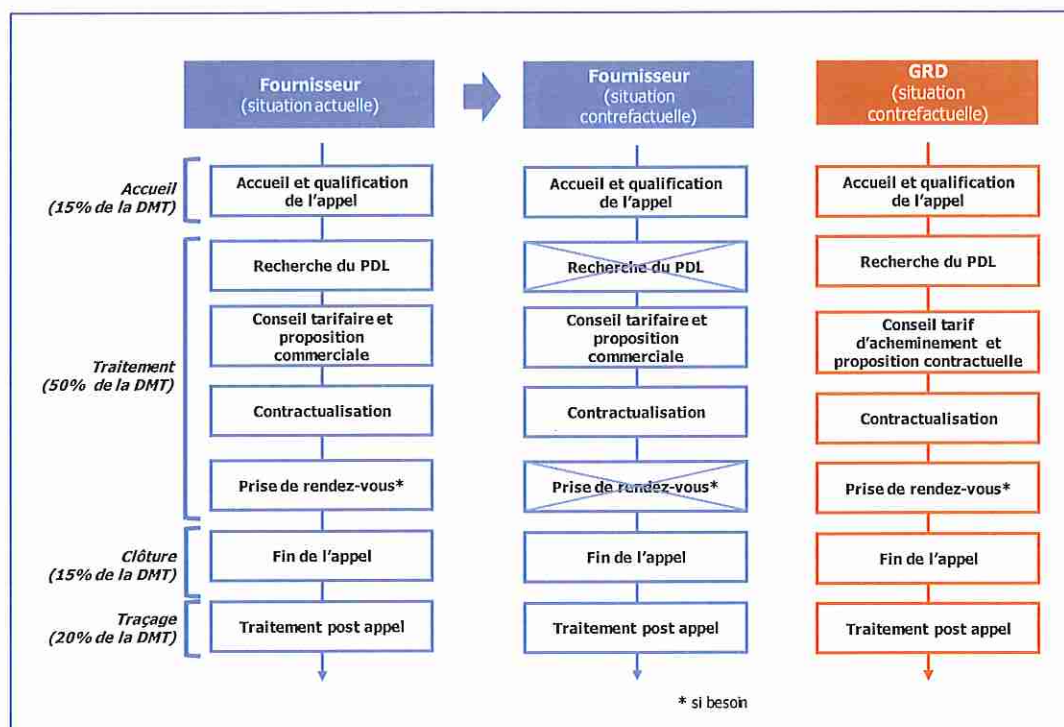 Fournisseur
(situation actuelle)
Fournisseur
(situation
contrefactuelle)
GRD
(situation
contrefactuelle)
Accueil
(15% de la DMT)
Accueil et qualification
de l'appel
Accueil et qualification
de l'appel
Accueil et qualification
de l'appel
Traitement
(50% de la DMT)
Recherche du PDL
Recherche du PDL
Recherche du PDL
Conseil tarifaire et
proposition
commerciale
Conseil tarifaire et
proposition
commerciale
Conseil tarif
d'acheminement et
proposition contractuelle
Contractualisation
Contractualisation
Contractualisation
Prise de rendez-vous*
Prise de rendez-vous*
Prise de rendez-vous*
Clôture
(15% de la DMT)
Fin de l'appel
Fin de l'appel
Fin de l'appel
Traçage
(20% de la DMT)
Traitement post appel
Traitement post appel
Traitement post appel
* si besoin